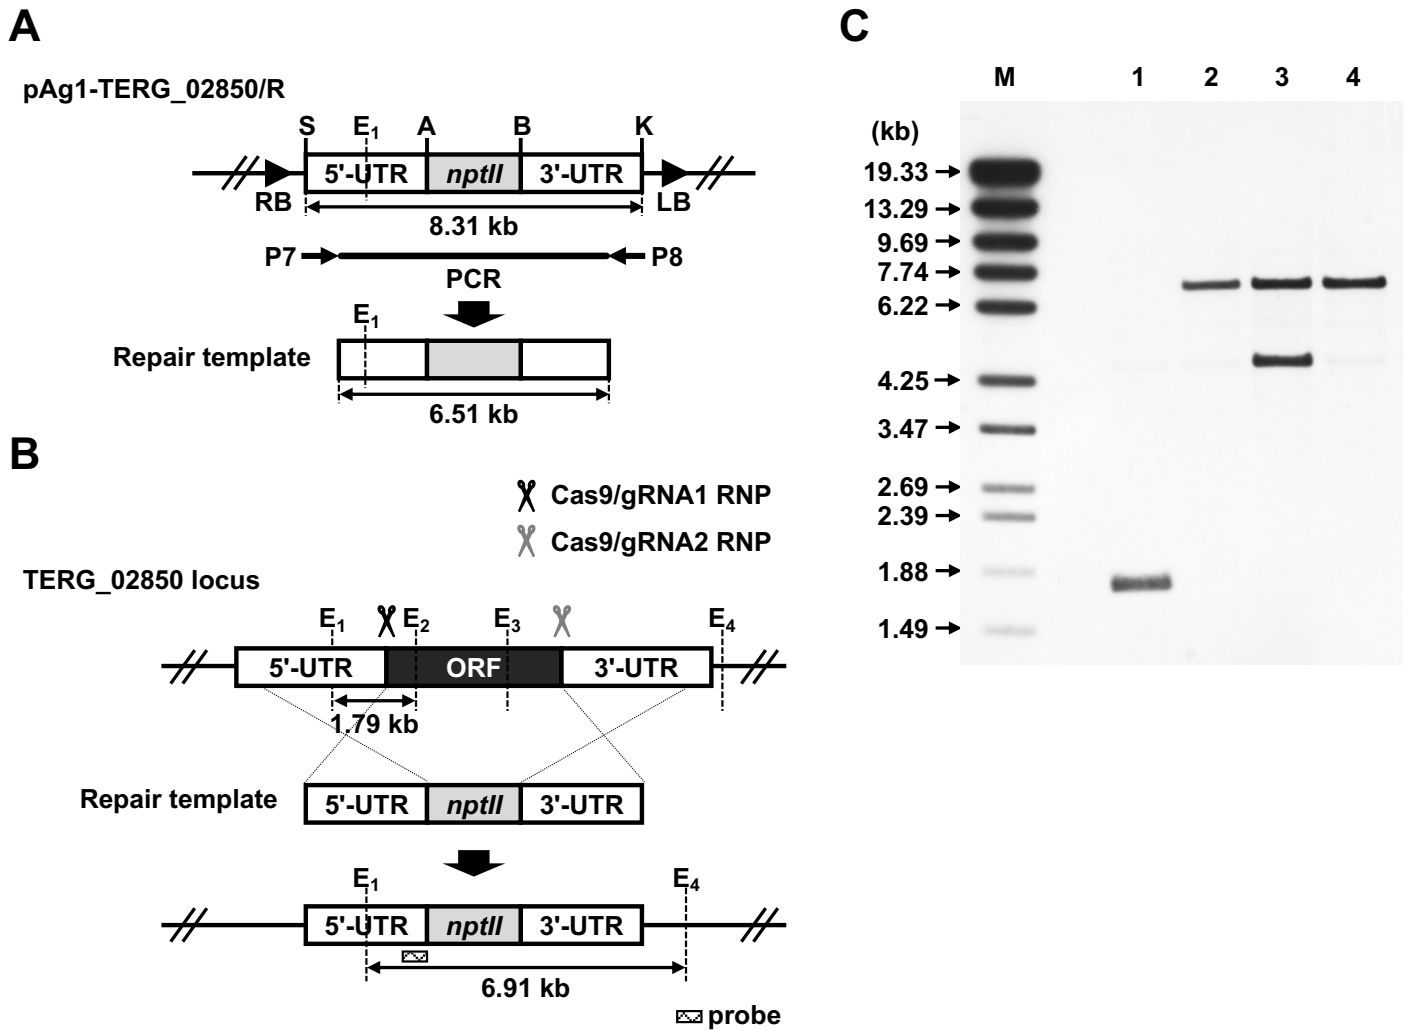 A
pAg1-TERG_02850/R
S E1 A B K
5'-UTR nptII 3'-UTR
RB LB
8.31 kb
P7 P8
PCR
E1
Repair template
6.51 kb
B
Cas9/gRNA1 RNP
Cas9/gRNA2 RNP
TERG_02850 locus
E1 E2 E3 E4
5'-UTR ORF 3'-UTR
1.79 kb
Repair template 5'-UTR nptII 3'-UTR
E1 E4
5'-UTR nptII 3'-UTR
6.91 kb
probe
C
M 1 2 3 4
(kb)
19.33
13.29
9.69
7.74
6.22
4.25
3.47
2.69
2.39
1.88
1.49